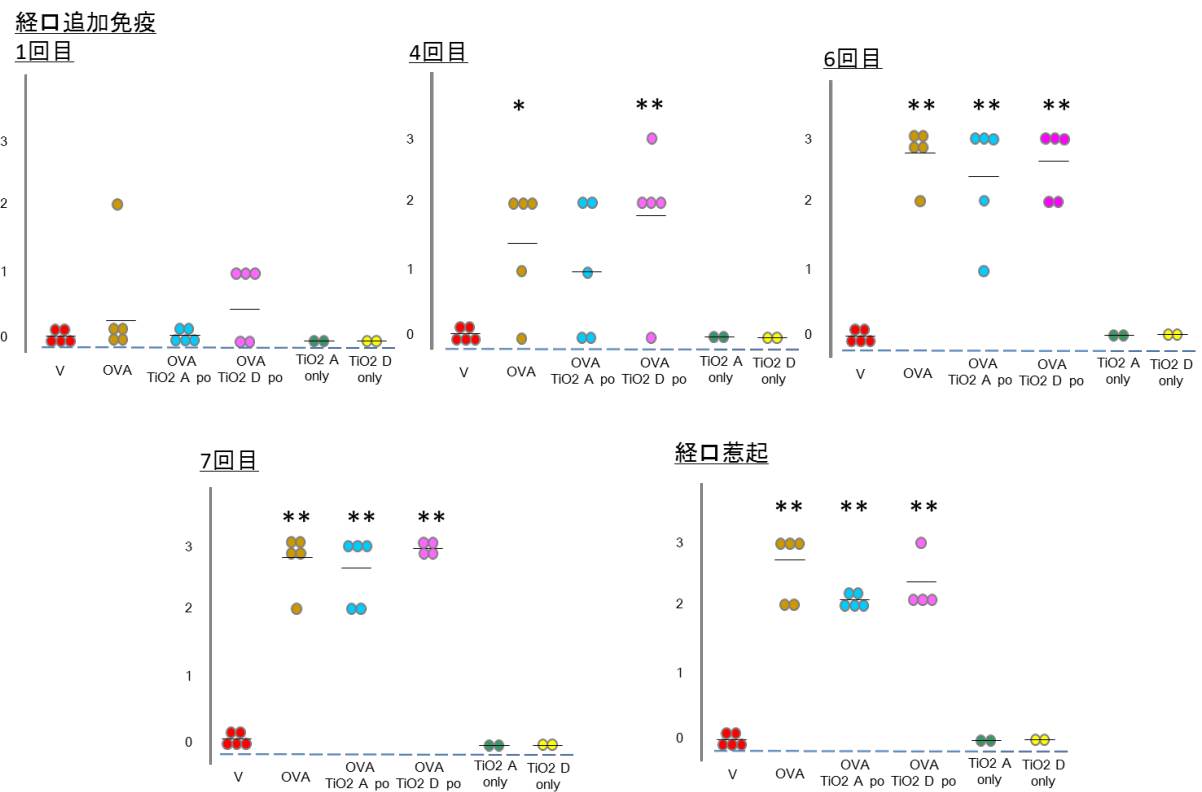 経口追加免疫
1回目
3
2
1
0
V
OVA
OVA
TiO2 A po
OVA
TiO2 D po
TiO2 A
only
TiO2 D
only
4回目
*
**
3
2
1
0
V
OVA
OVA
TiO2 A po
OVA
TiO2 D po
TiO2 A
only
TiO2 D
only
6回目
**
**
**
3
2
1
0
V
OVA
OVA
TiO2 A po
OVA
TiO2 D po
TiO2 A
only
TiO2 D
only
7回目
**
**
**
3
2
1
0
V
OVA
OVA
TiO2 A po
OVA
TiO2 D po
TiO2 A
only
TiO2 D
only
経口惹起
**
**
**
3
2
1
0
V
OVA
OVA
TiO2 A po
OVA
TiO2 D po
TiO2 A
only
TiO2 D
only